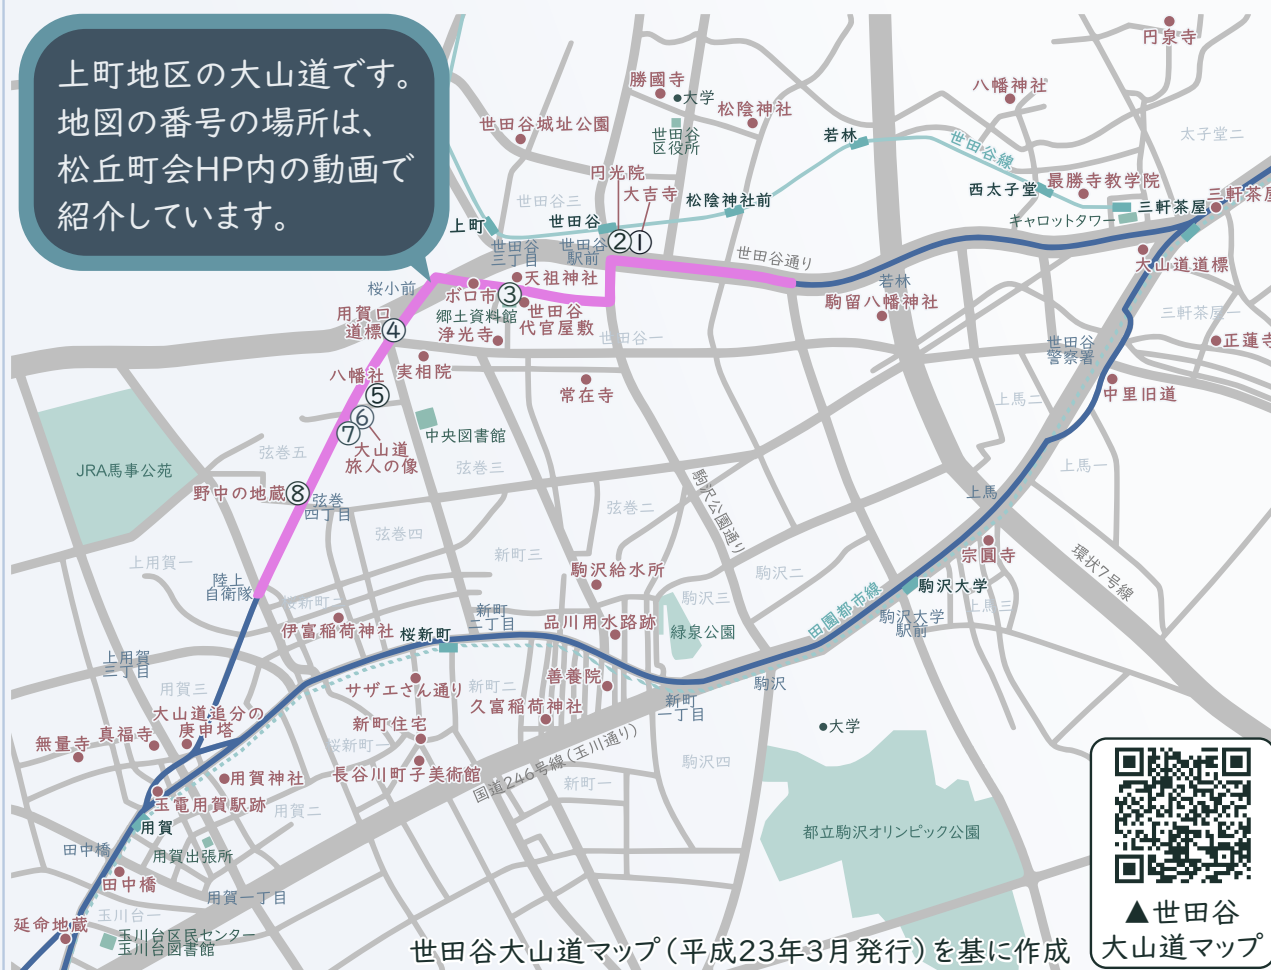 上町地区の大山道です。
地図の番号の場所は、
松丘町会HP内の動画で
紹介しています。
円泉寺
勝國寺
●大学
八幡神社
世田谷城址公園
松陰神社
若林
世田谷線
太子堂二
世田谷
区役所
円光院
大吉寺
世田谷三
西太子堂
最勝寺教学院
三軒茶屋
三軒茶屋
松陰神社前
キャロットタワー
上町
世田谷
②①
世田谷
三丁目
世田谷
駅前
世田谷通り
大山道道標
天祖神社
桜小前
ボロ市
③
若林
用賀口
道標
④
郷土資料館
世田谷
代官屋敷
駒留八幡神社
三軒茶屋一
浄光寺
世田谷一
世田谷
警察署
正蓮寺
八幡社
実相院
⑤
常在寺
中里旧道
上馬二
⑥
⑦
中央図書館
大山道
旅人の像
弦巻五
弦巻三
JRA馬事公苑
上馬一
駒沢公園通り
野中の地蔵
⑧
弦巻
四丁目
弦巻二
上馬
弦巻四
新町三
宗圓寺
環状7号線
上用賀一
駒沢給水所
駒沢二
陸上
自衛隊
駒沢大学
田園都市線
桜新町二
駒沢三
上馬三
伊富稲荷神社
桜新町
新町
二丁目
品川用水路跡
緑泉公園
駒沢大学
駅前
上用賀
三丁目
用賀三
サザエさん通り
新町二
善養院
駒沢
久富稲荷神社
新町
一丁目
大山道追分の
庚申塔
新町住宅
●大学
無量寺
真福寺
桜新町一
長谷川町子美術館
国道246号線(玉川通り)
駒沢四
用賀神社
新町一
玉電用賀駅跡
用賀二
用賀
都立駒沢オリンピック公園
田中橋
用賀出張所
田中橋
用賀一丁目
玉川台一
延命地蔵
玉川台区民センター
玉川台図書館
▲世田谷
大山道マップ
世田谷大山道マップ(平成23年3月発行)を基に作成